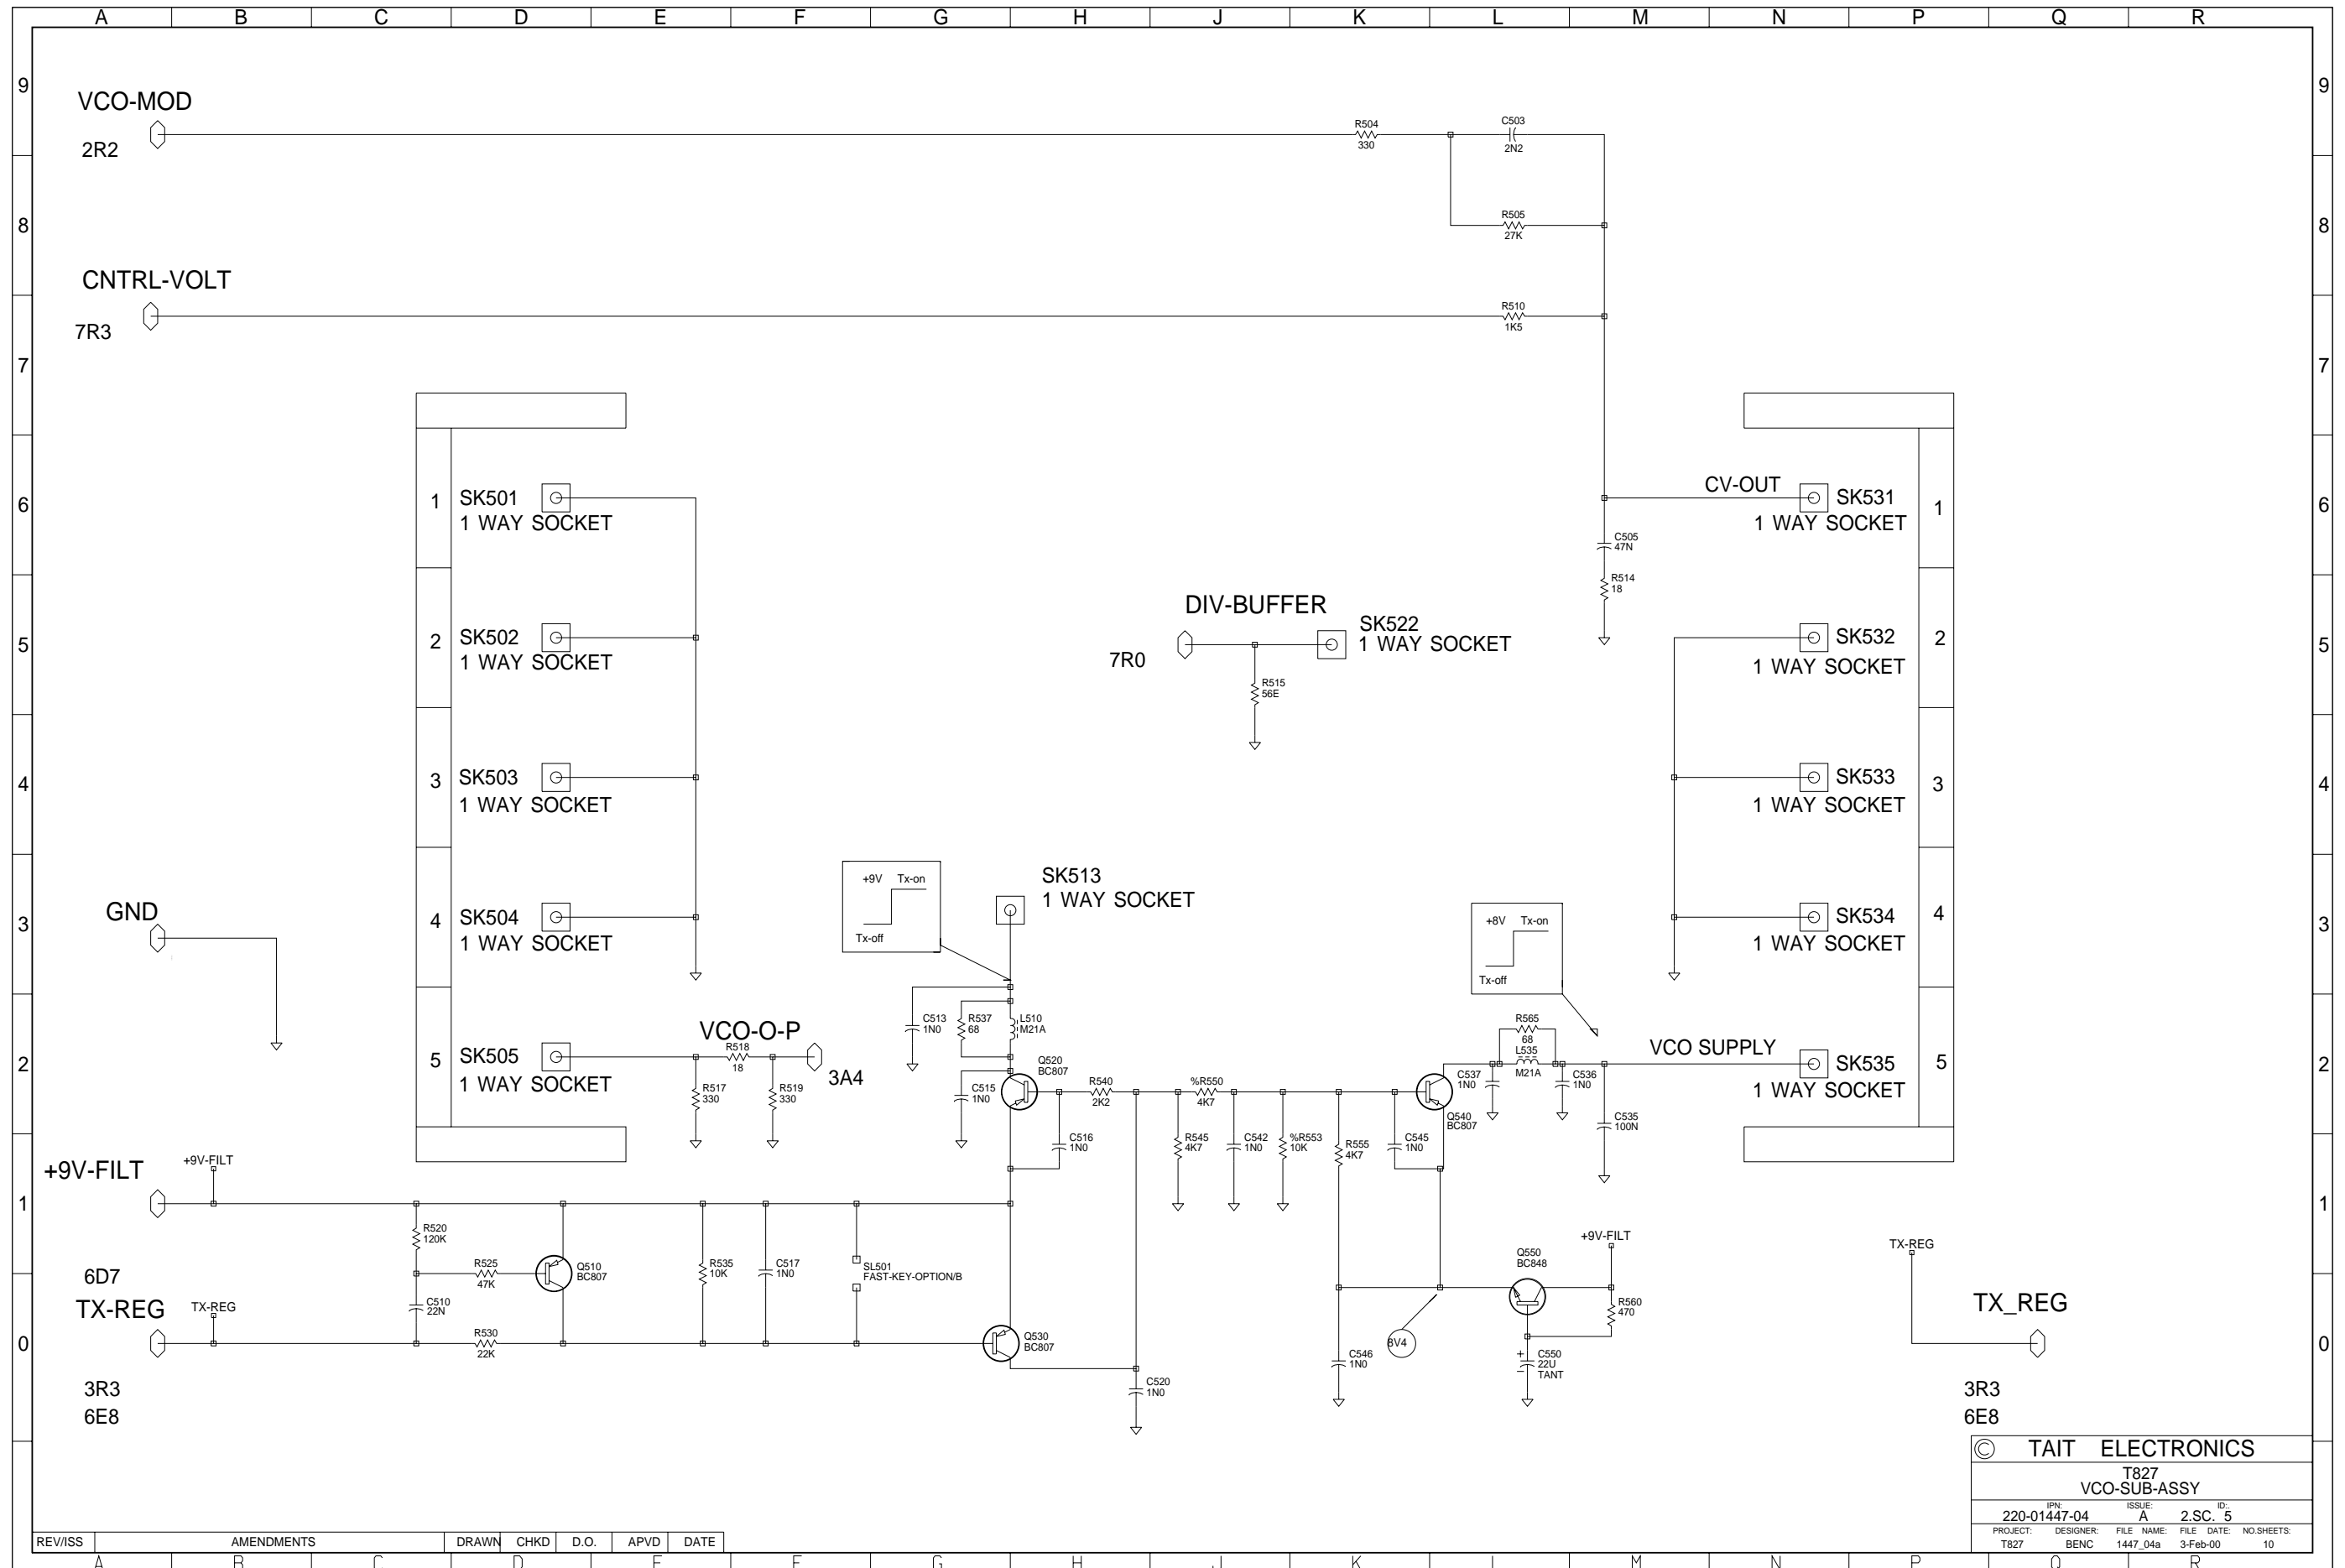 A B C D E F G H J K L M N P Q R
9 9
VCO-MOD
2R2
R504
330
C503
2N2
8 8
R505
27K
CNTRL-VOLT
7R3
R510
1K5
7 7
6 6
1 SK501
1 WAY SOCKET
CV-OUT SK531 1
1 WAY SOCKET
C505
47N
R514
18
5 5
2 SK502
1 WAY SOCKET
DIV-BUFFER
7R0
SK522
1 WAY SOCKET
R515
56E
SK532 2
1 WAY SOCKET
4 4
3 SK503
1 WAY SOCKET
SK533 3
1 WAY SOCKET
3 3
GND
4 SK504
1 WAY SOCKET
+9V Tx-on
Tx-off
SK513
1 WAY SOCKET
+8V Tx-on
Tx-off
SK534 4
1 WAY SOCKET
2 2
5 SK505
1 WAY SOCKET
VCO-O-P
R518
18
3A4
R517
330
R519
330
C513
1N0
R537
68
L510
M21A
C515
1N0
Q520
BC807
R540
2K2
C516
1N0
%R550
4K7
R545
4K7
C542
1N0
%R553
10K
R555
4K7
C545
1N0
Q540
BC807
C537
1N0
R565
68
L535
M21A
C536
1N0
C535
100N
VCO SUPPLY SK535 5
1 WAY SOCKET
1 1
+9V-FILT
+9V-FILT
6D7
R520
120K
R525
47K
Q510
BC807
R535
10K
C517
1N0
SL501
FAST-KEY-OPTION/B
Q550
BC848
+9V-FILT
R560
470
TX-REG
TX_REG
0 0
TX-REG
TX-REG
C510
22N
R530
22K
Q530
BC807
C520
1N0
C546
1N0
8V4
+
−
C550
22U
TANT
3R3
6E8
3R3
6E8
© TAIT ELECTRONICS
T827
VCO-SUB-ASSY
IPN: ISSUE: ID:
220-01447-04 A 2.SC. 5
PROJECT: DESIGNER: FILE NAME: FILE DATE: NO.SHEETS:
T827 BENC 1447_04a 3-Feb-00 10
REV/ISS AMENDMENTS DRAWN CHKD D.O. APVD DATE
A B C D E F G H J K L M N P Q R